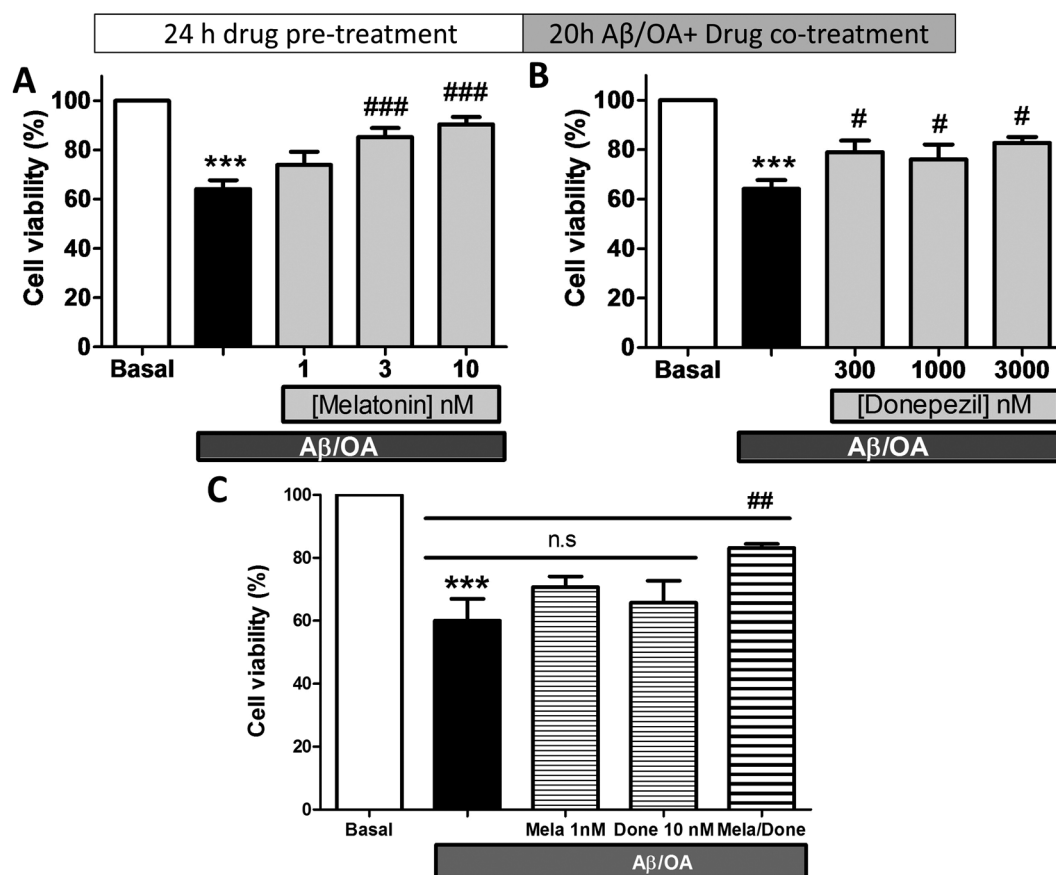 24 h drug pre-treatment 20h Aβ/OA+ Drug co-treatment
A
Cell viability (%)
100
80
60
40
20
0
***
###
###
Basal 1 3 10
[Melatonin] nM
Aβ/OA
B
Cell viability (%)
100
80
60
40
20
0
***
#
#
#
Basal 300 1000 3000
[Donepezil] nM
Aβ/OA
C
Cell viability (%)
100
80
60
40
20
0
##
n.s
***
Basal Mela 1nM Done 10 nM Mela/Done
Aβ/OA